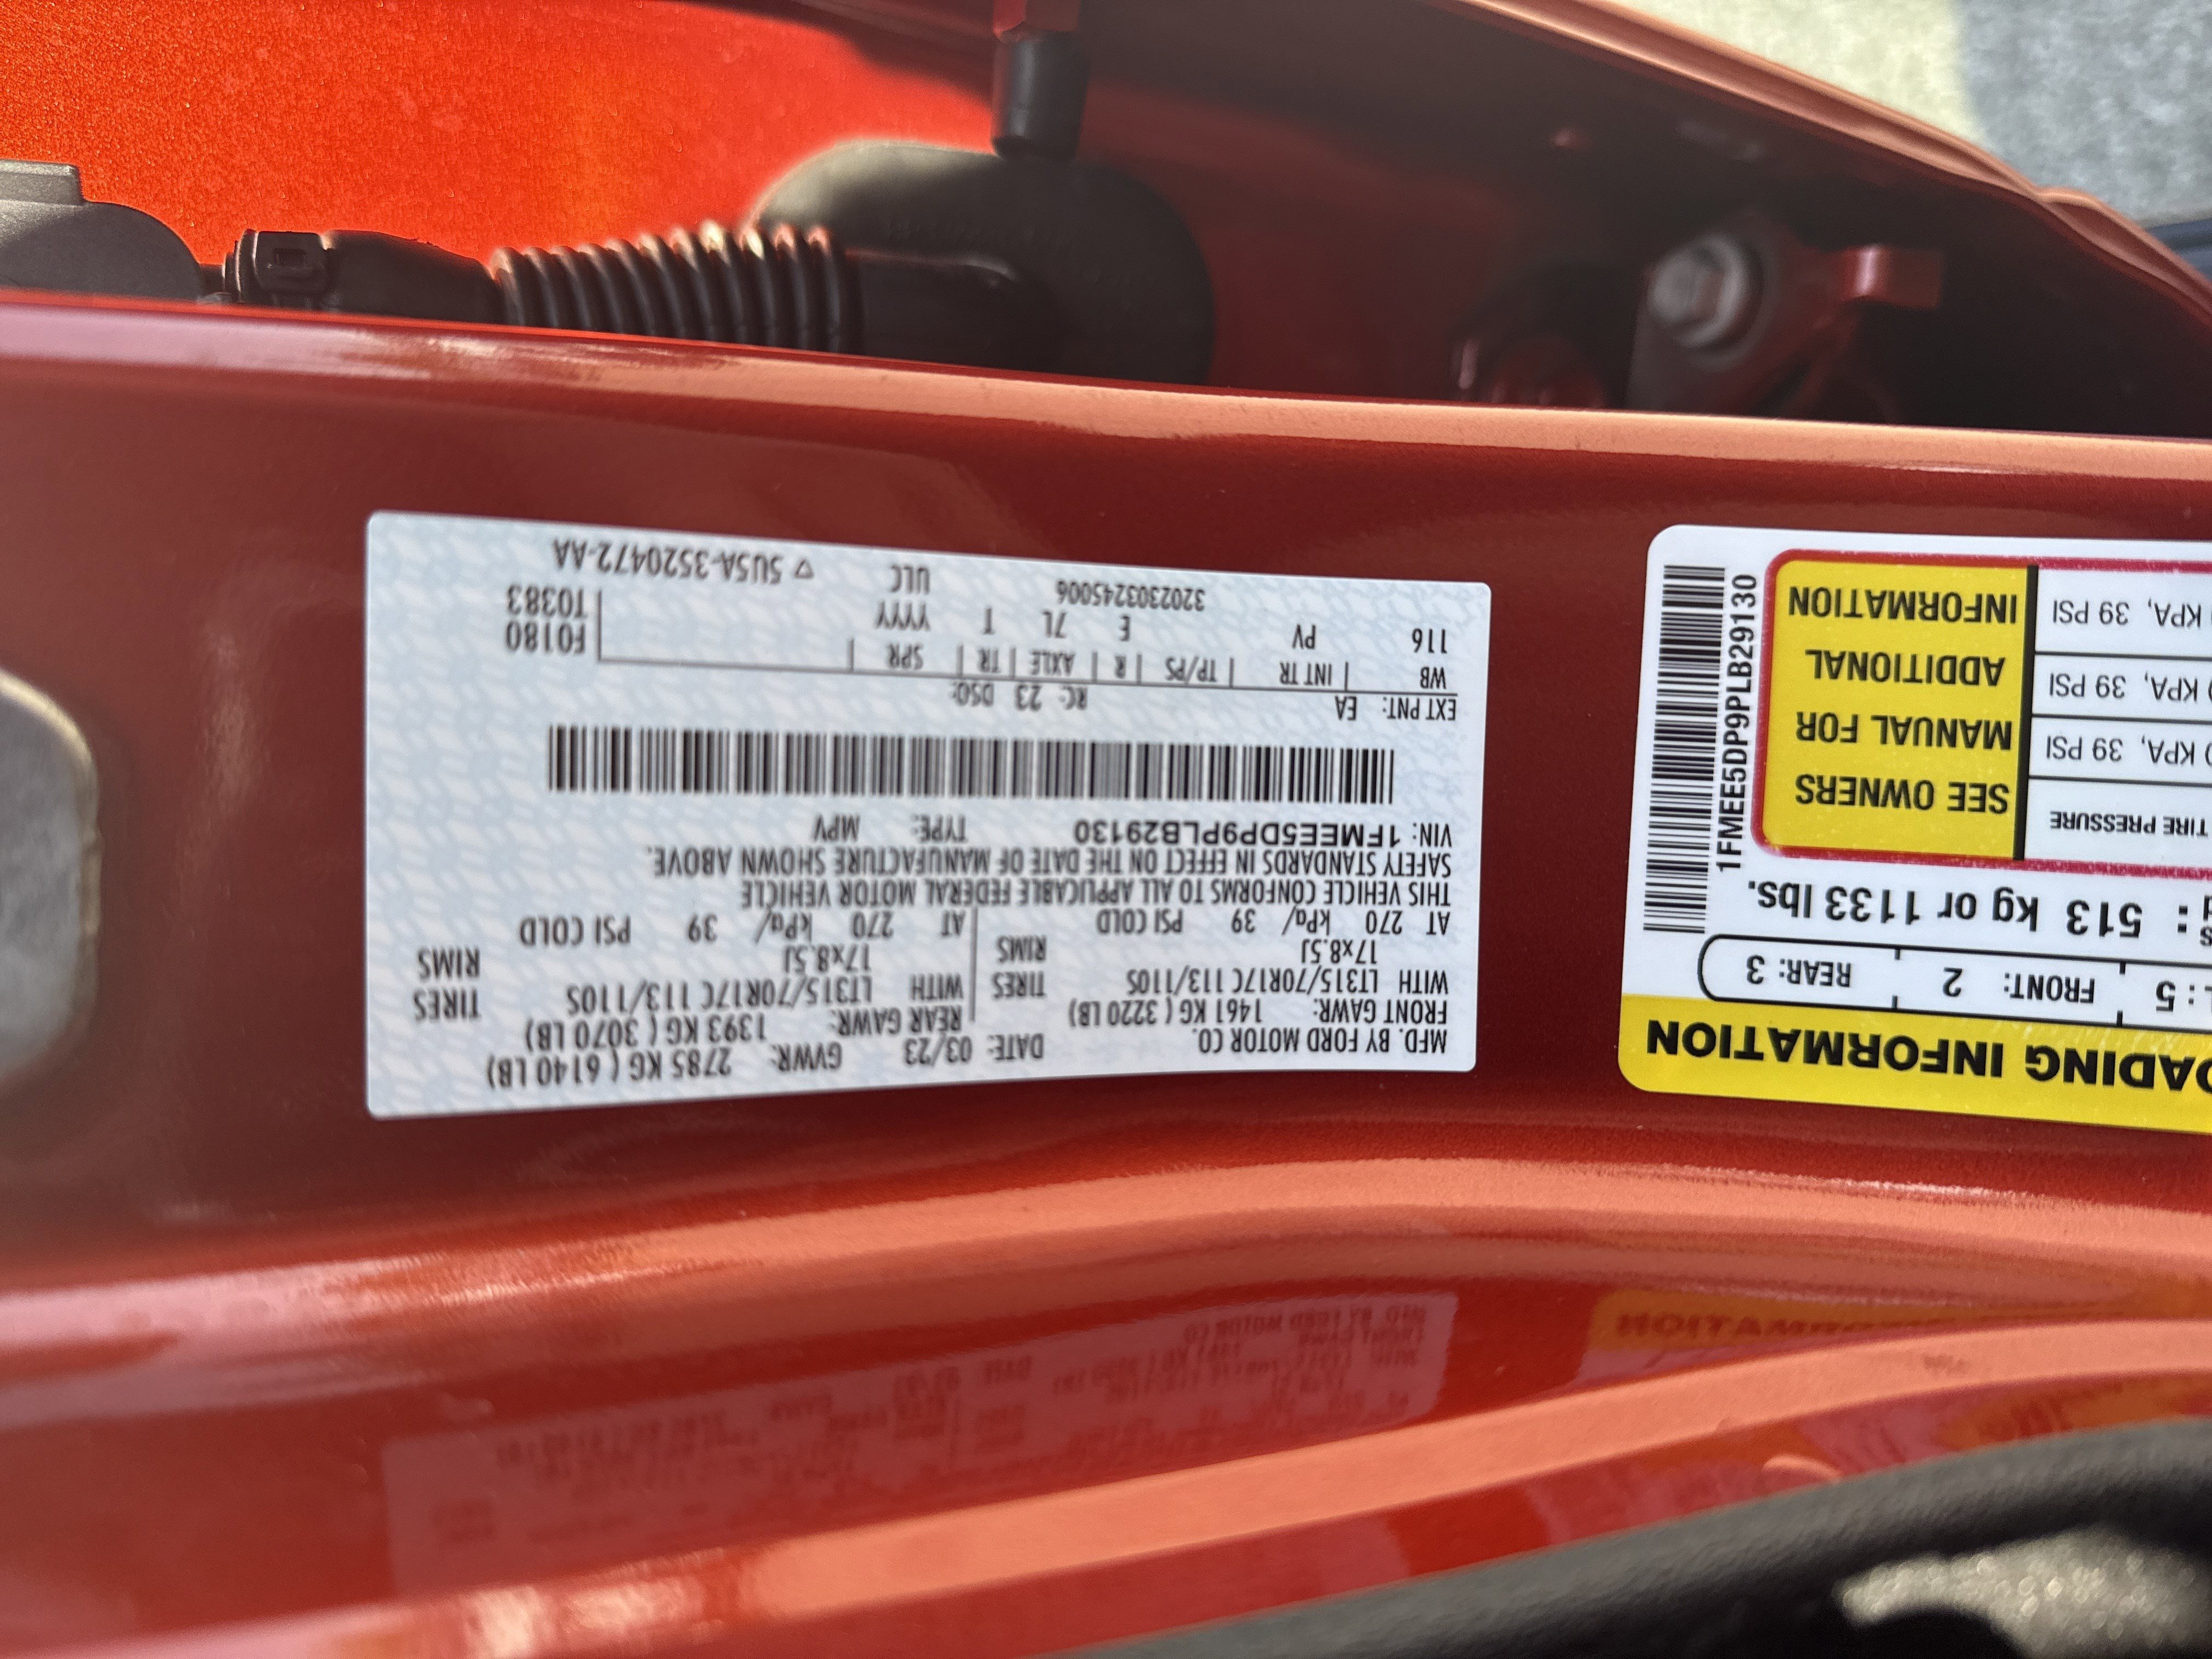 MFD. BY FORD MOTOR CO.
DATE: 03/23 GVWR: 2785 KG ( 6140 LB)
FRONT GAWR: 1461 KG ( 3220 LB) REAR GAWR: 1393 KG ( 3070 LB)
WITH LT315/70R17C 113/110S TIRES WITH LT315/70R17C 113/110S TIRES
17x8.5J RIMS 17x8.5J RIMS
AT 270 kPa/ 39 PSI COLD AT 270 kPa/ 39 PSI COLD
THIS VEHICLE CONFORMS TO ALL APPLICABLE FEDERAL MOTOR VEHICLE
SAFETY STANDARDS IN EFFECT ON THE DATE OF MANUFACTURE SHOWN ABOVE.
VIN: 1FMEE5DP9PLB29130 TYPE: MPV
EXT PNT: EA RC: 23 DSO:
WB | INT TR | TP/PS | R | AXLE | TR | SPR | F0180
116 PV E 7L T YYYY T0383
3202303245006 ULC ▽ 5U5A-3520472-AA
ADING INFORMATION
: 5 FRONT: 2 REAR: 3
: 513 kg or 1133 lbs.
TIRE PRESSURE
KPA, 39 PSI
KPA, 39 PSI
KPA, 39 PSI
SEE OWNERS
MANUAL FOR
ADDITIONAL
INFORMATION
1FMEE5DP9PLB29130